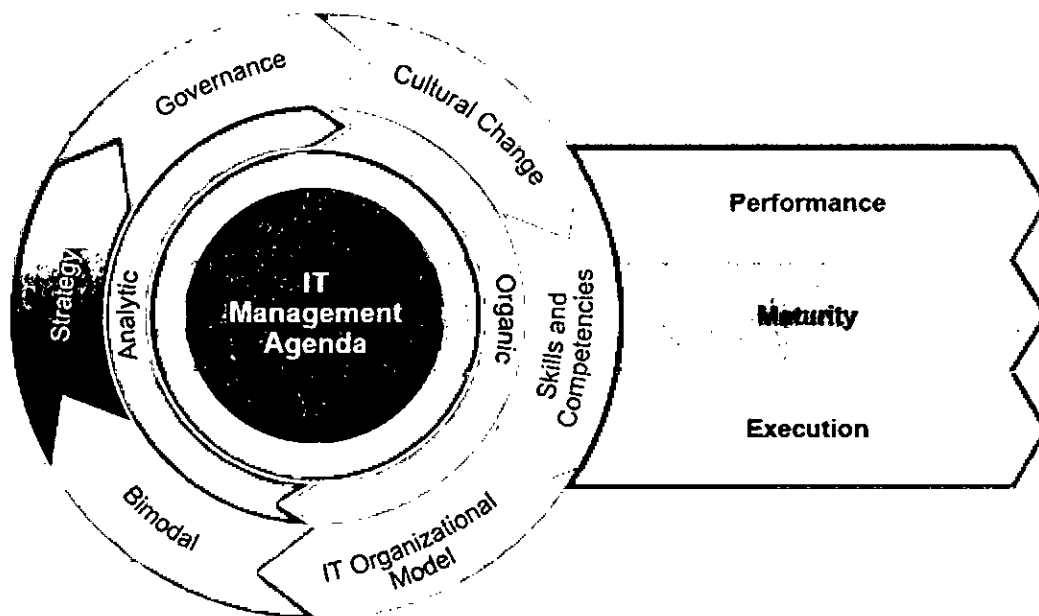 Governance
Cultural Change
Strategy
Analytic
IT
Management
Agenda
Organic
Skills and
Competencies
Bimodal
IT Organizational
Model
Performance
Maturity
Execution